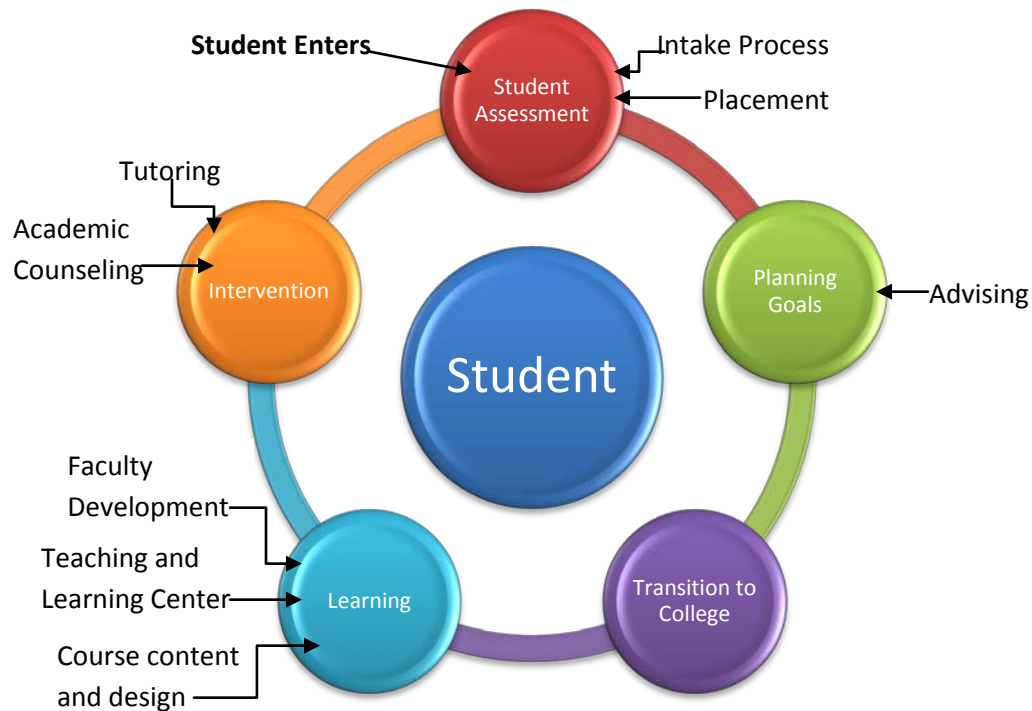 Student Enters
Intake Process
Student
Assessment
Placement
Tutoring
Academic
Counseling
Intervention
Planning
Goals
Advising
Student
Faculty
Development
Teaching and
Learning Center
Learning
Transition to
College
Course content
and design